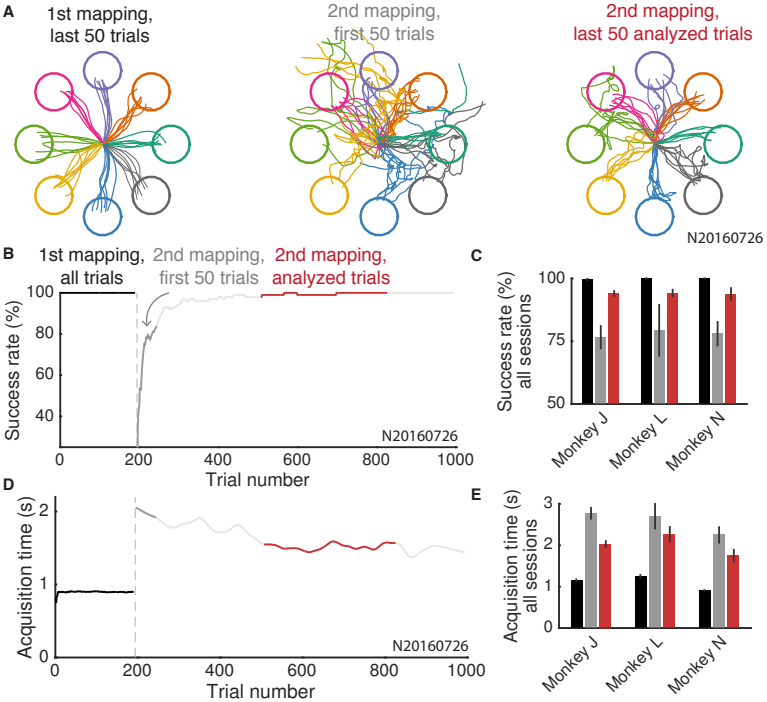 A
1st mapping,
last 50 trials
2nd mapping,
first 50 trials
2nd mapping,
last 50 analyzed trials
N20160726
B
1st mapping,
all trials
2nd mapping,
first 50 trials
2nd mapping,
analyzed trials
Success rate (%)
100
80
60
40
0
200
400
600
800
1000
Trial number
N20160726
C
Success rate (%)
all sessions
100
75
50
Monkey J
Monkey L
Monkey N
D
Acquisition time (s)
2
1
0
0
200
400
600
800
1000
Trial number
N20160726
E
Acquisition time (s)
all sessions
3
2
1
0
Monkey J
Monkey L
Monkey N